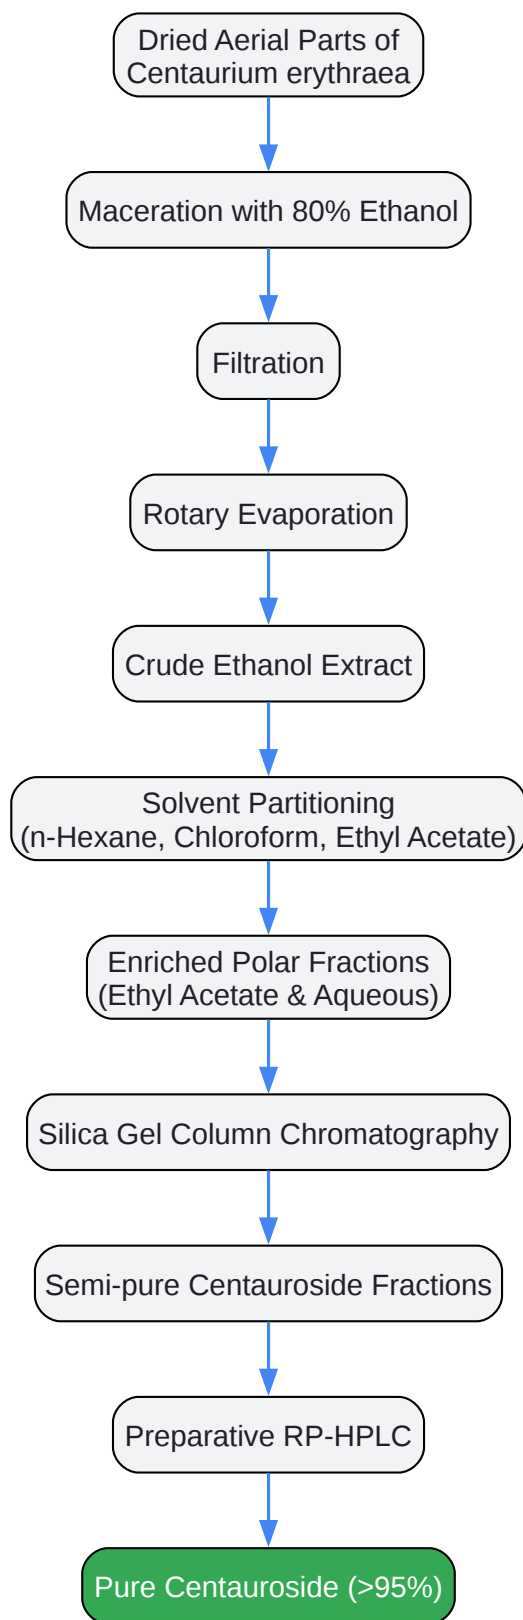 Dried Aerial Parts of
Centaurium erythraea
Maceration with 80% Ethanol
Filtration
Rotary Evaporation
Crude Ethanol Extract
Solvent Partitioning
(n-Hexane, Chloroform, Ethyl Acetate)
Enriched Polar Fractions
(Ethyl Acetate & Aqueous)
Silica Gel Column Chromatography
Semi-pure Centauroside Fractions
Preparative RP-HPLC
Pure Centauroside (>95%)